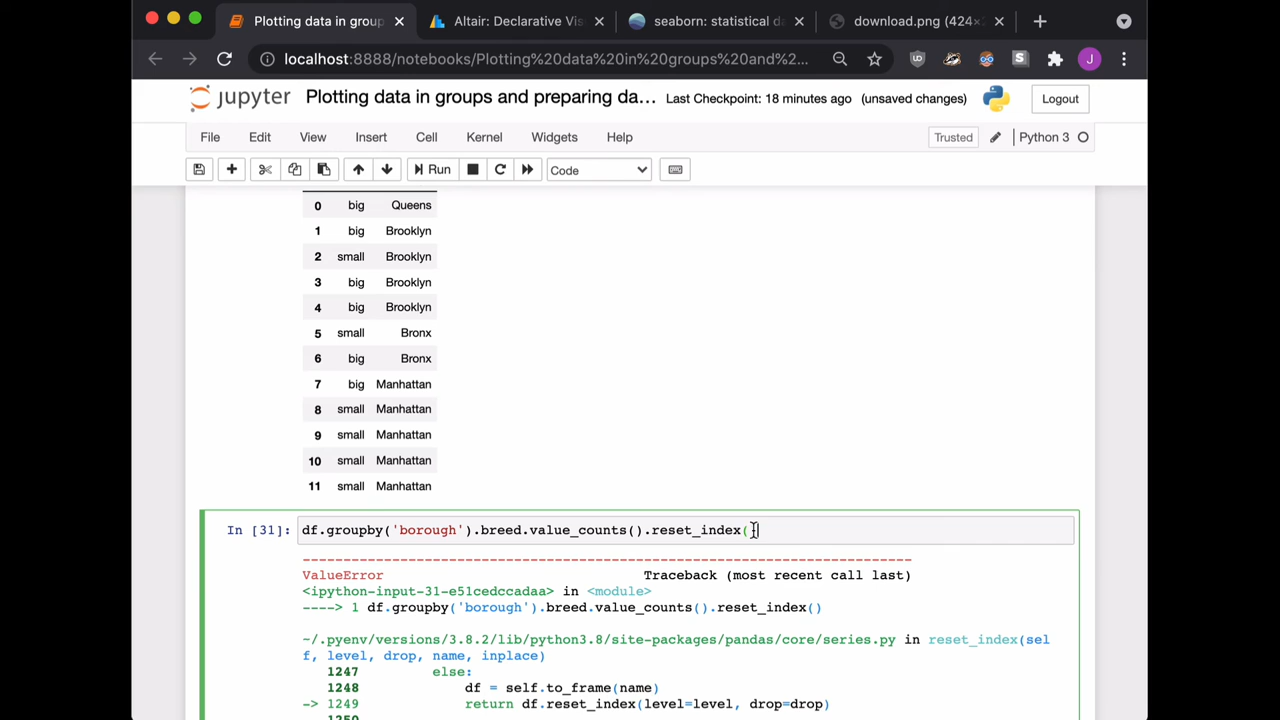 Plotting data in grou
Altair: Declarative Vis
seaborn: statistical d
download.png (424×2
localhost:8888/notebooks/Plotting%20data%20in%20groups%20and%2...
J
jupyter
Plotting data in groups and preparing da...
Last Checkpoint: 18 minutes ago (unsaved changes)
Logout
File Edit View Insert Cell Kernel Widgets Help
Trusted
Python 3
Run
Code
0 big Queens
1 big Brooklyn
2 small Brooklyn
3 big Brooklyn
4 big Brooklyn
5 small Bronx
6 big Bronx
7 big Manhattan
8 small Manhattan
9 small Manhattan
10 small Manhattan
11 small Manhattan
In [31]: df.groupby('borough').breed.value_counts().reset_index()
---------------------------------------------------------------------------
ValueError Traceback (most recent call last)
<ipython-input-31-e51cedccadaa> in <module>
----> 1 df.groupby('borough').breed.value_counts().reset_index()
~/.pyenv/versions/3.8.2/lib/python3.8/site-packages/pandas/core/series.py in reset_index(sel
f, level, drop, name, inplace)
1247 else:
1248 df = self.to_frame(name)
-> 1249 return df.reset_index(level=level, drop=drop)
1250